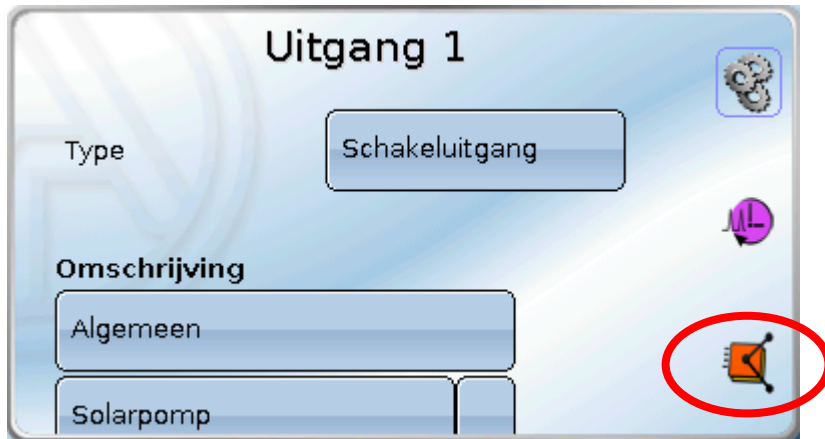 Uitgang 1
Type
Schakeluitgang
Omschrijving
Algemeen
Solarpomp